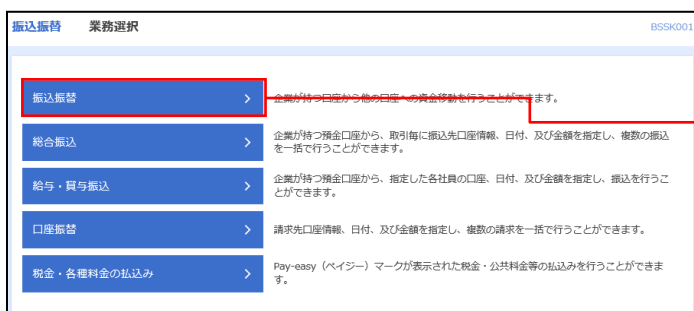 振込振替 業務選択 BSSK001
振込振替
企業が持つ口座から他の口座への資金移動を行うことができます。
総合振込
企業が持つ預金口座から、取引毎に振込先口座情報、日付、及び金額を指定し、複数の振込
を一括で行うことができます。
給与・賞与振込
企業が持つ預金口座から、指定した各社員の口座、日付、及び金額を指定し、振込を行うこ
とができます。
口座振替
請求先口座情報、日付、及び金額を指定し、複数の請求を一括で行うことができます。
税金・各種料金の払込み
Pay-easy（ペイジー）マークが表示された税金・公共料金等の払込みを行うことができま
す。